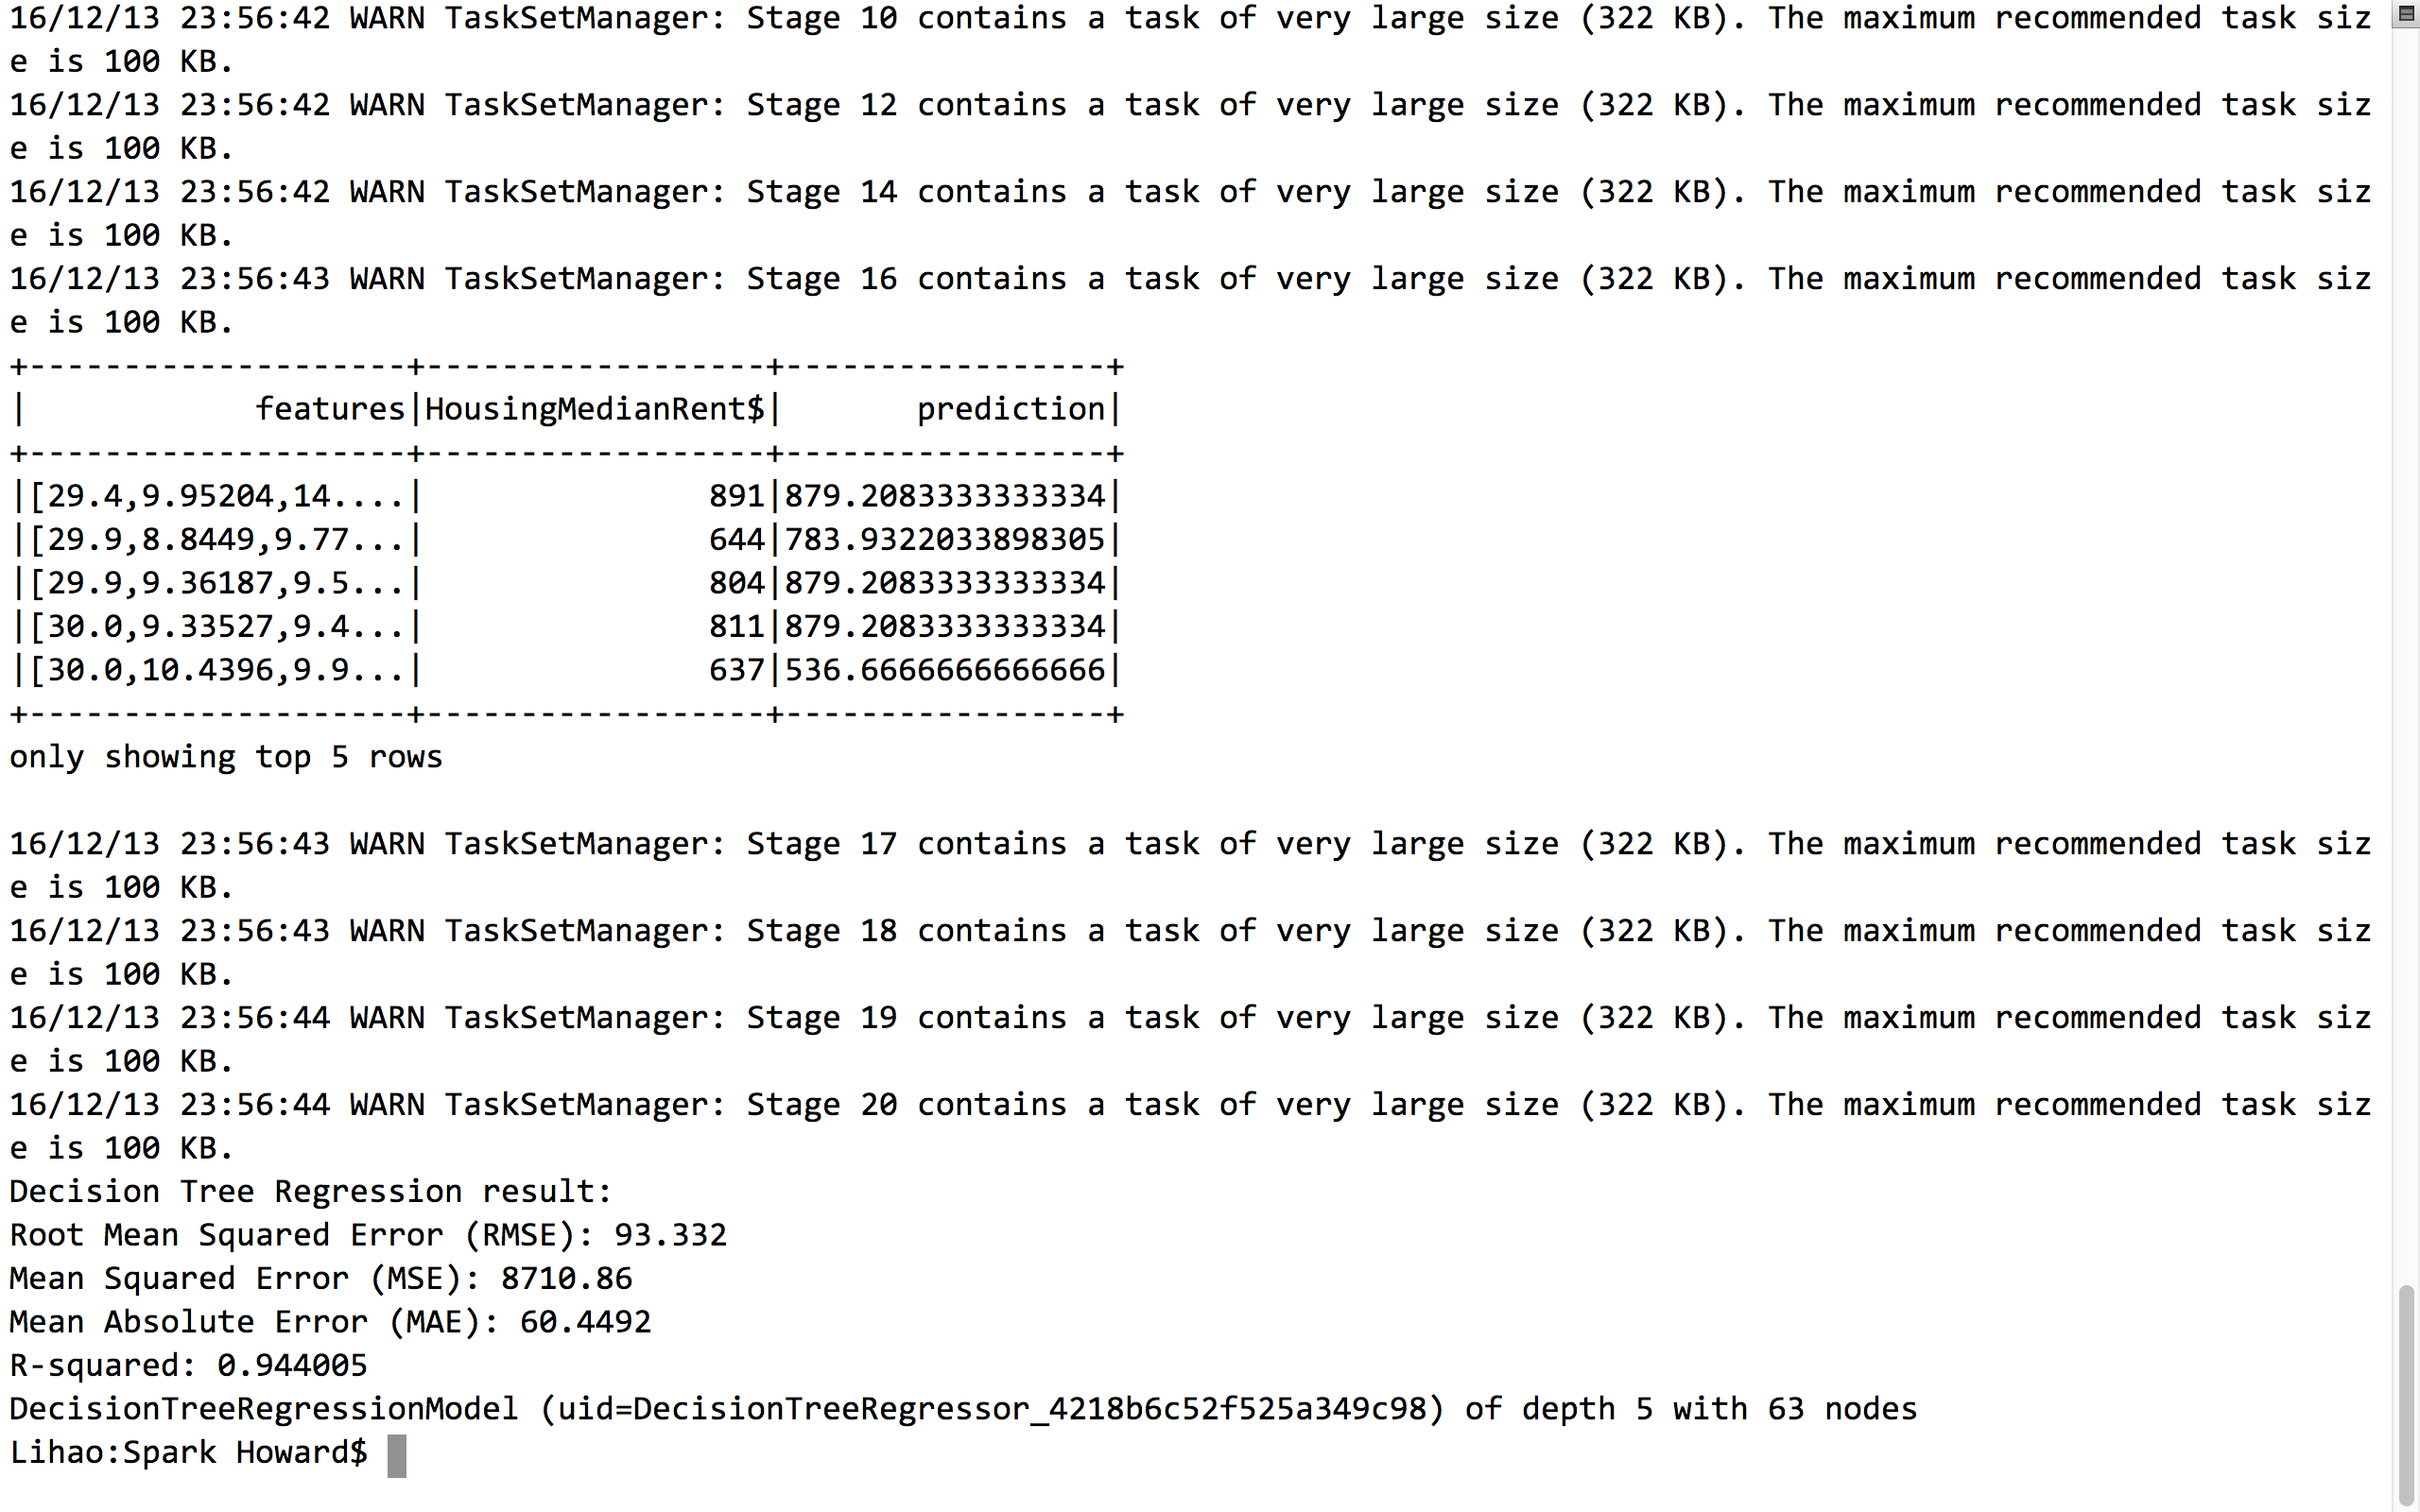 16/12/13 23:56:42 WARN TaskSetManager: Stage 10 contains a task of very large size (322 KB). The maximum recommended task siz
e is 100 KB.
16/12/13 23:56:42 WARN TaskSetManager: Stage 12 contains a task of very large size (322 KB). The maximum recommended task siz
e is 100 KB.
16/12/13 23:56:42 WARN TaskSetManager: Stage 14 contains a task of very large size (322 KB). The maximum recommended task siz
e is 100 KB.
16/12/13 23:56:43 WARN TaskSetManager: Stage 16 contains a task of very large size (322 KB). The maximum recommended task siz
e is 100 KB.
+--------------------+------------------+-----------------+
|            features|HousingMedianRent$|       prediction|
+--------------------+------------------+-----------------+
|[29.4,9.95204,14....|               891|879.2083333333334|
|[29.9,8.8449,9.77...|               644|783.9322033898305|
|[29.9,9.36187,9.5...|               804|879.2083333333334|
|[30.0,9.33527,9.4...|               811|879.2083333333334|
|[30.0,10.4396,9.9...|               637|536.6666666666666|
+--------------------+------------------+-----------------+
only showing top 5 rows

16/12/13 23:56:43 WARN TaskSetManager: Stage 17 contains a task of very large size (322 KB). The maximum recommended task siz
e is 100 KB.
16/12/13 23:56:43 WARN TaskSetManager: Stage 18 contains a task of very large size (322 KB). The maximum recommended task siz
e is 100 KB.
16/12/13 23:56:44 WARN TaskSetManager: Stage 19 contains a task of very large size (322 KB). The maximum recommended task siz
e is 100 KB.
16/12/13 23:56:44 WARN TaskSetManager: Stage 20 contains a task of very large size (322 KB). The maximum recommended task siz
e is 100 KB.
Decision Tree Regression result:
Root Mean Squared Error (RMSE): 93.332
Mean Squared Error (MSE): 8710.86
Mean Absolute Error (MAE): 60.4492
R-squared: 0.944005
DecisionTreeRegressionModel (uid=DecisionTreeRegressor_4218b6c52f525a349c98) of depth 5 with 63 nodes
Lihao:Spark Howard$